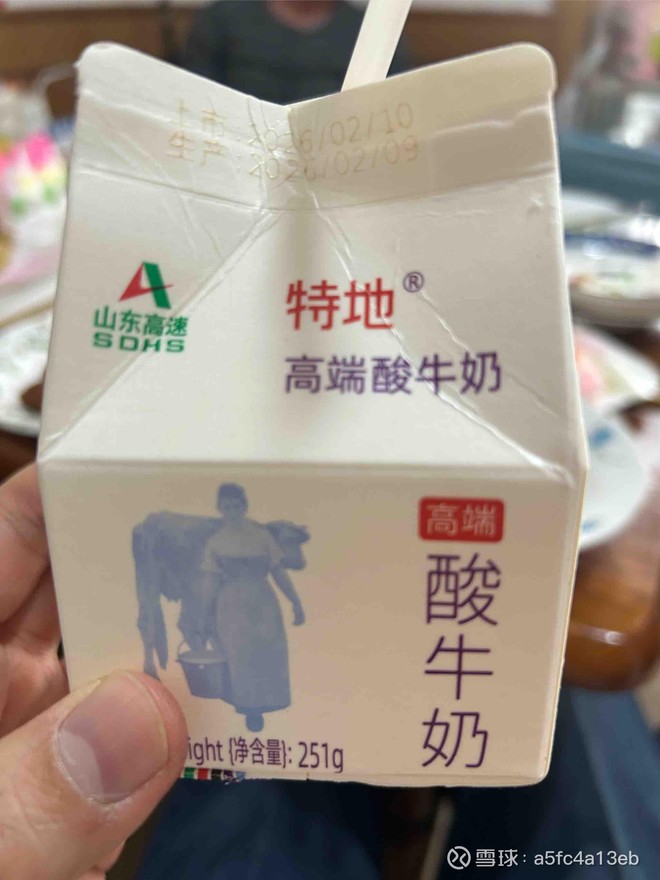 上市:2026/02/10
生产:2026/02/09
山东高速
SDHS
特地®
高端酸牛奶
高端
酸牛奶
ight {净含量}: 251g
雪球:a5fc4a13eb